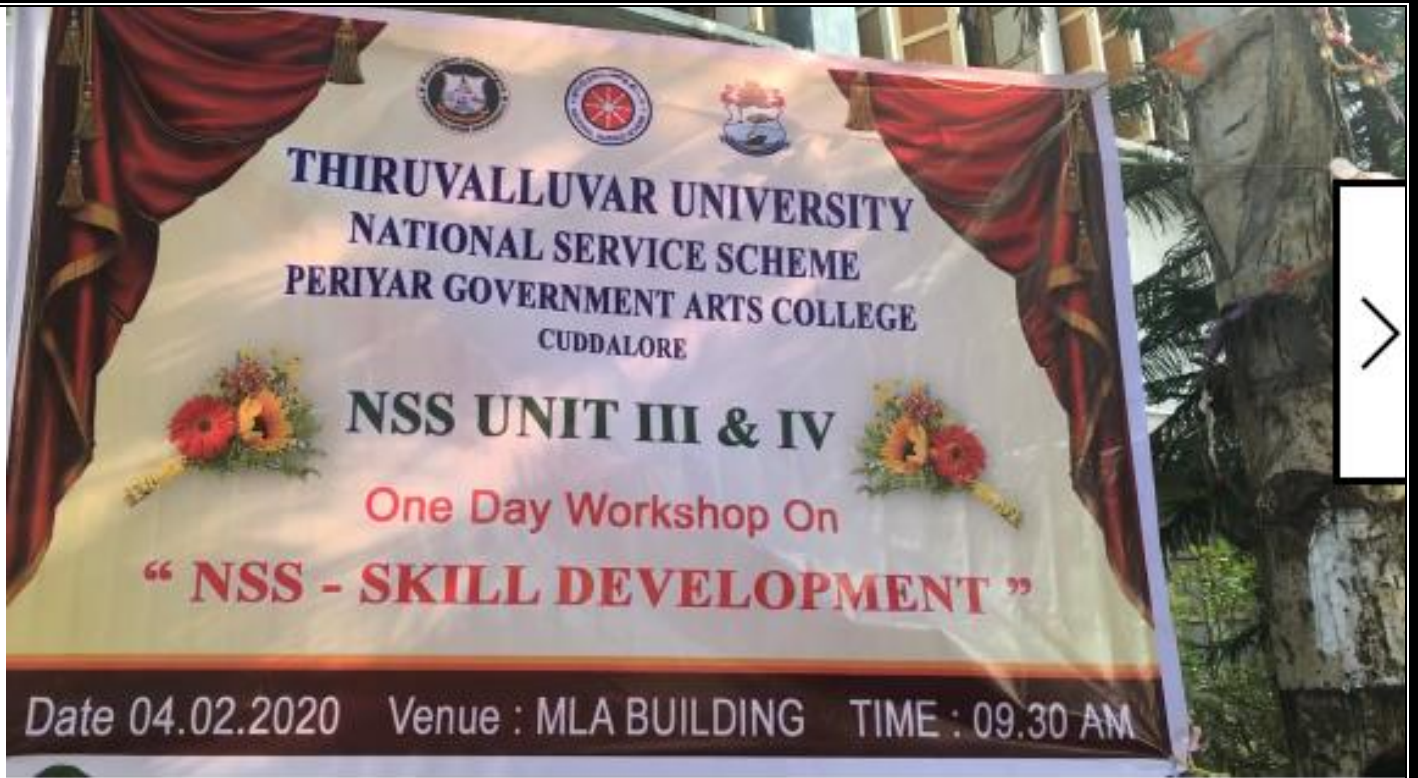 THIRUVALLUVAR UNIVERSITY
NATIONAL SERVICE SCHEME
PERIYAR GOVERNMENT ARTS COLLEGE
CUDDALORE
NSS UNIT III & IV
One Day Workshop On
“ NSS - SKILL DEVELOPMENT ”
Date 04.02.2020 Venue : MLA BUILDING TIME : 09.30 AM